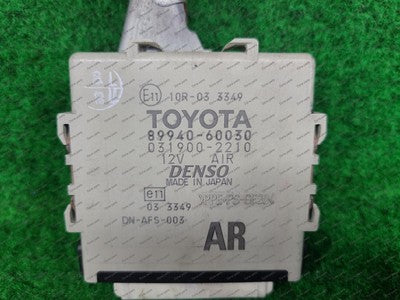 E11 10R-03 3349
TOYOTA
89940-60030
031900-2210
12V AIR
DENSO
MADE IN JAPAN
e11
03 3349
DN-AFS-003
AR